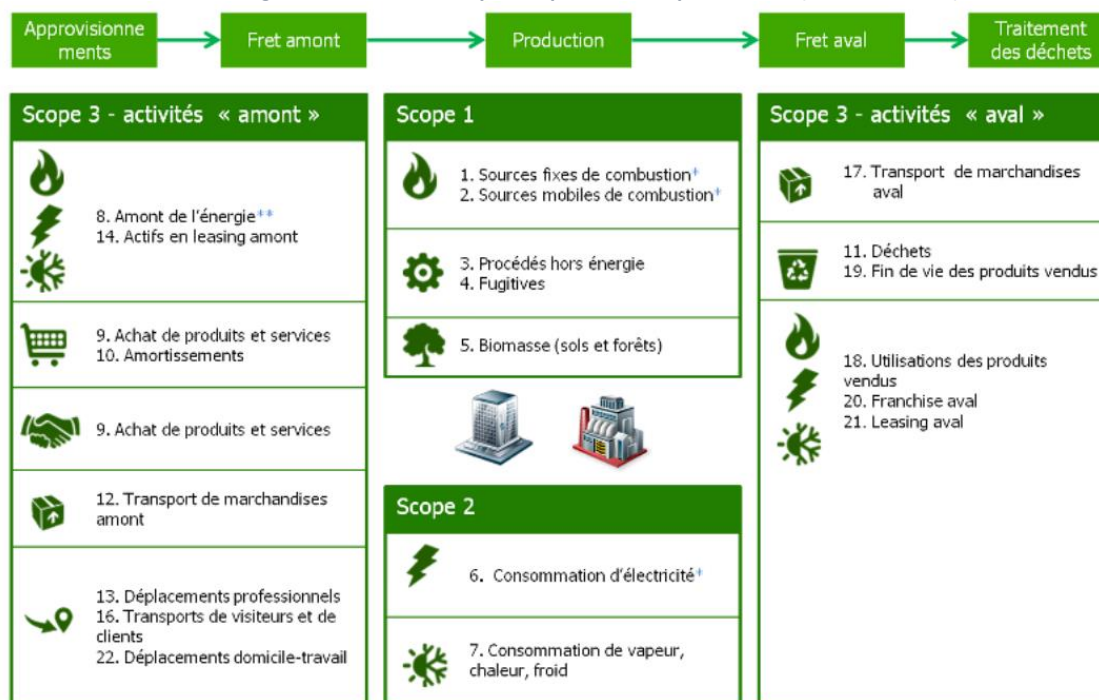 Approvisionne
ments
Fret amont
Production
Fret aval
Traitement
des déchets
Scope 3 - activités « amont »
8. Amont de l'énergie**
14. Actifs en leasing amont
9. Achat de produits et services
10. Amortissements
9. Achat de produits et services
12. Transport de marchandises
amont
13. Déplacements professionnels
16. Transports de visiteurs et de
clients
22. Déplacements domicile-travail
Scope 1
1. Sources fixes de combustion*
2. Sources mobiles de combustion*
3. Procédés hors énergie
4. Fugitives
5. Biomasse (sols et forêts)
Scope 2
6. Consommation d'électricité*
7. Consommation de vapeur,
chaleur, froid
Scope 3 - activités « aval »
17. Transport de marchandises
aval
11. Déchets
19. Fin de vie des produits vendus
18. Utilisations des produits
vendus
20. Franchise aval
21. Leasing aval